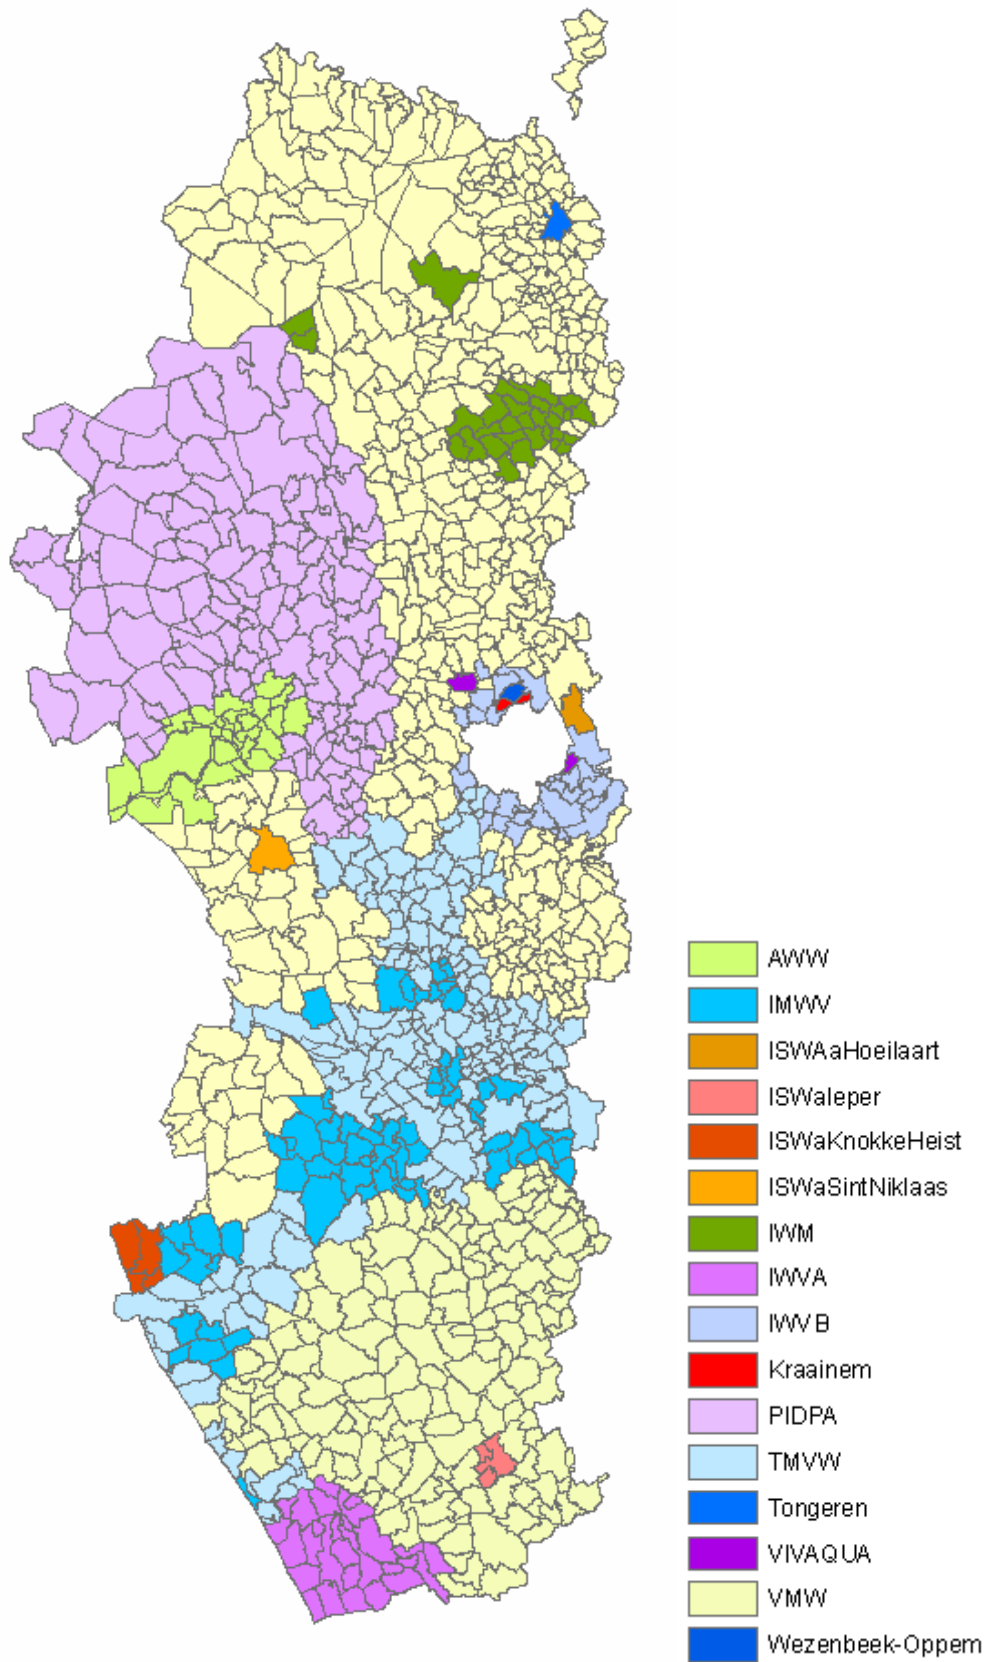 AWW
IMWV
ISWAaHoeilaart
ISWaIeper
ISWaKnokkeHeist
ISWaSintNiklaas
IWM
IWVA
IWVB
Kraainem
PIDPA
TMVW
Tongeren
VIVAQUA
VMW
Wezenbeek-Oppem